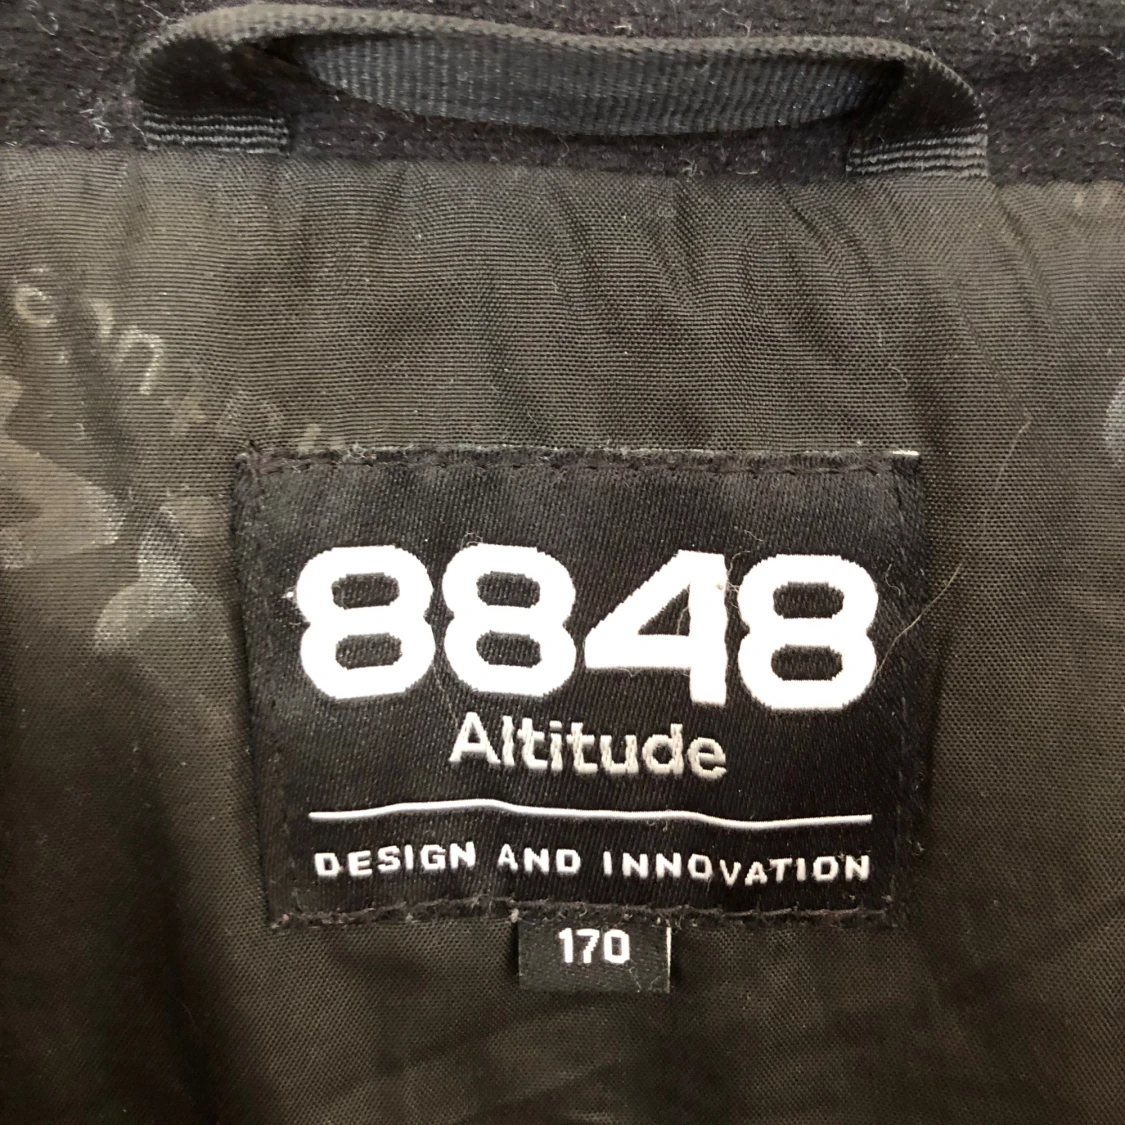 8848
Altitude
DESIGN AND INNOVATION
170